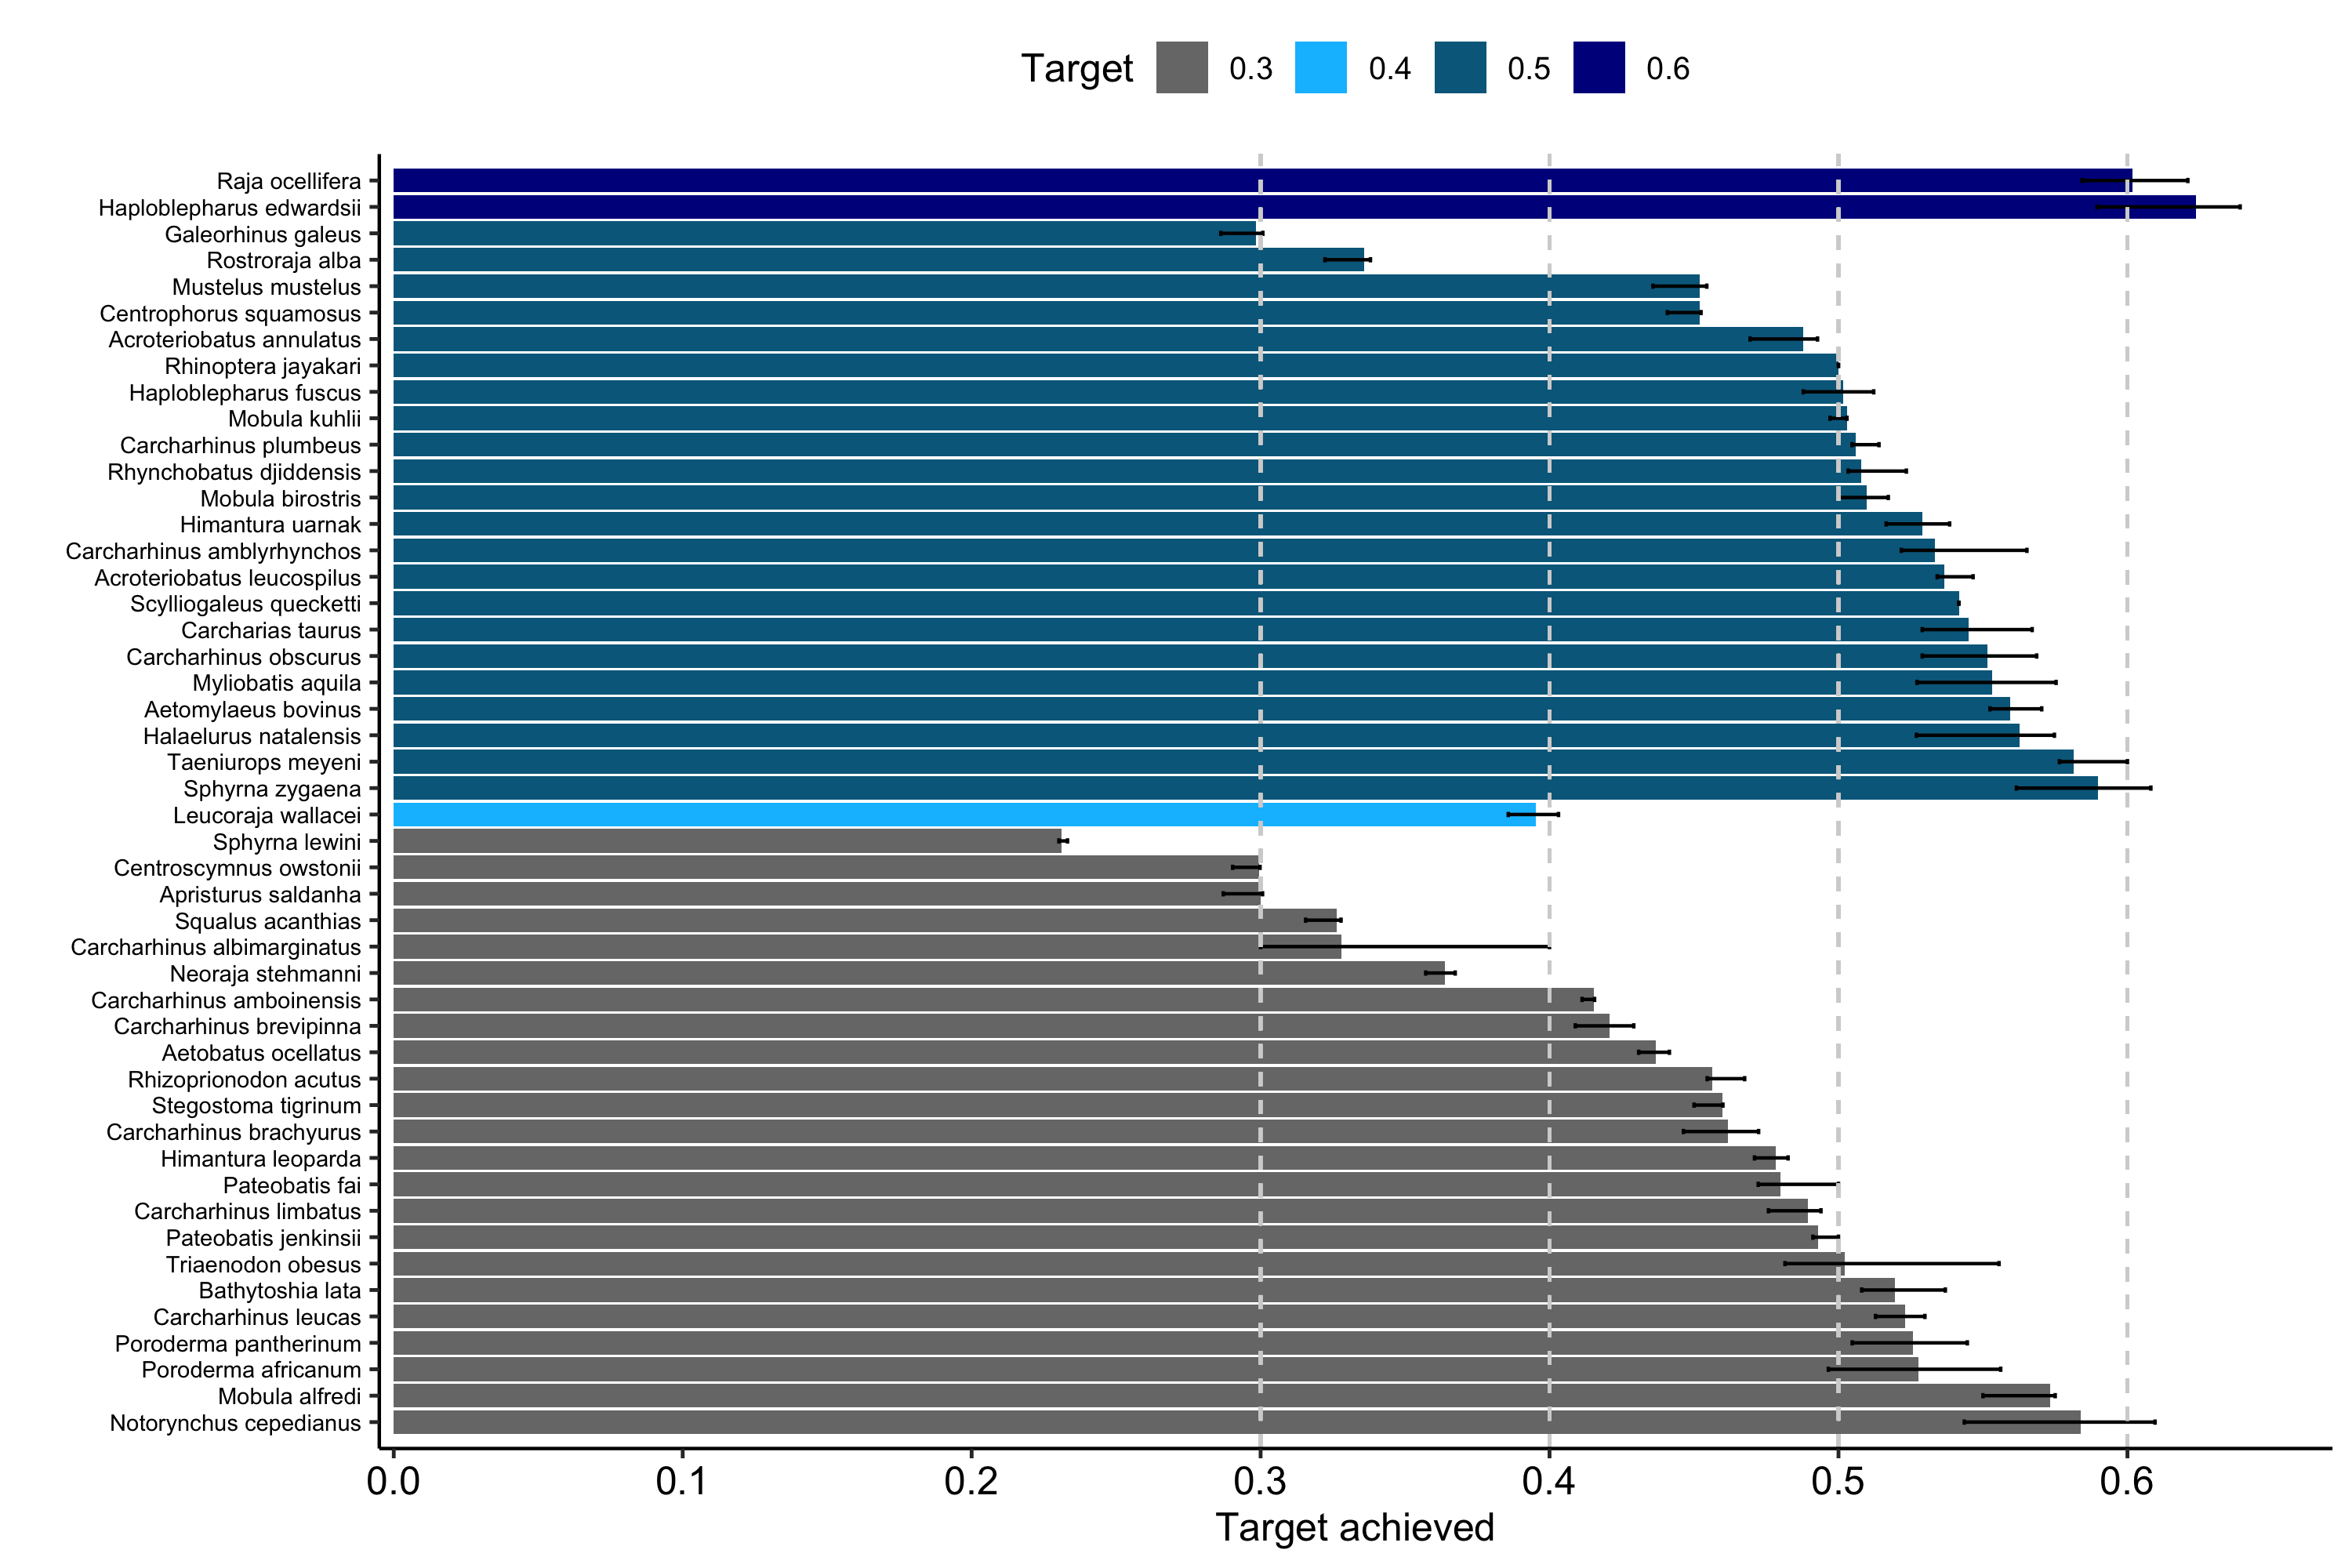 Target 0.3 0.4 0.5 0.6
Raja ocellifera
Haploblepharus edwardsii
Galeorhinus galeus
Rostroraja alba
Mustelus mustelus
Centrophorus squamosus
Acroteriobatus annulatus
Rhinoptera jayakari
Haploblepharus fuscus
Mobula kuhlii
Carcharhinus plumbeus
Rhynchobatus djiddensis
Mobula birostris
Himantura uarnak
Carcharhinus amblyrhynchos
Acroteriobatus leucospilus
Scylliogaleus quecketti
Carcharias taurus
Carcharhinus obscurus
Myliobatis aquila
Aetomylaeus bovinus
Halaelurus natalensis
Taeniurops meyeni
Sphyrna zygaena
Leucoraja wallacei
Sphyrna lewini
Centroscymnus owstonii
Apristurus saldanha
Squalus acanthias
Carcharhinus albimarginatus
Neoraja stehmanni
Carcharhinus amboinensis
Carcharhinus brevipinna
Aetobatus ocellatus
Rhizoprionodon acutus
Stegostoma tigrinum
Carcharhinus brachyurus
Himantura leoparda
Pateobatis fai
Carcharhinus limbatus
Pateobatis jenkinsii
Triaenodon obesus
Bathytoshia lata
Carcharhinus leucas
Poroderma pantherinum
Poroderma africanum
Mobula alfredi
Notorynchus cepedianus
0.0 0.1 0.2 0.3 0.4 0.5 0.6
Target achieved